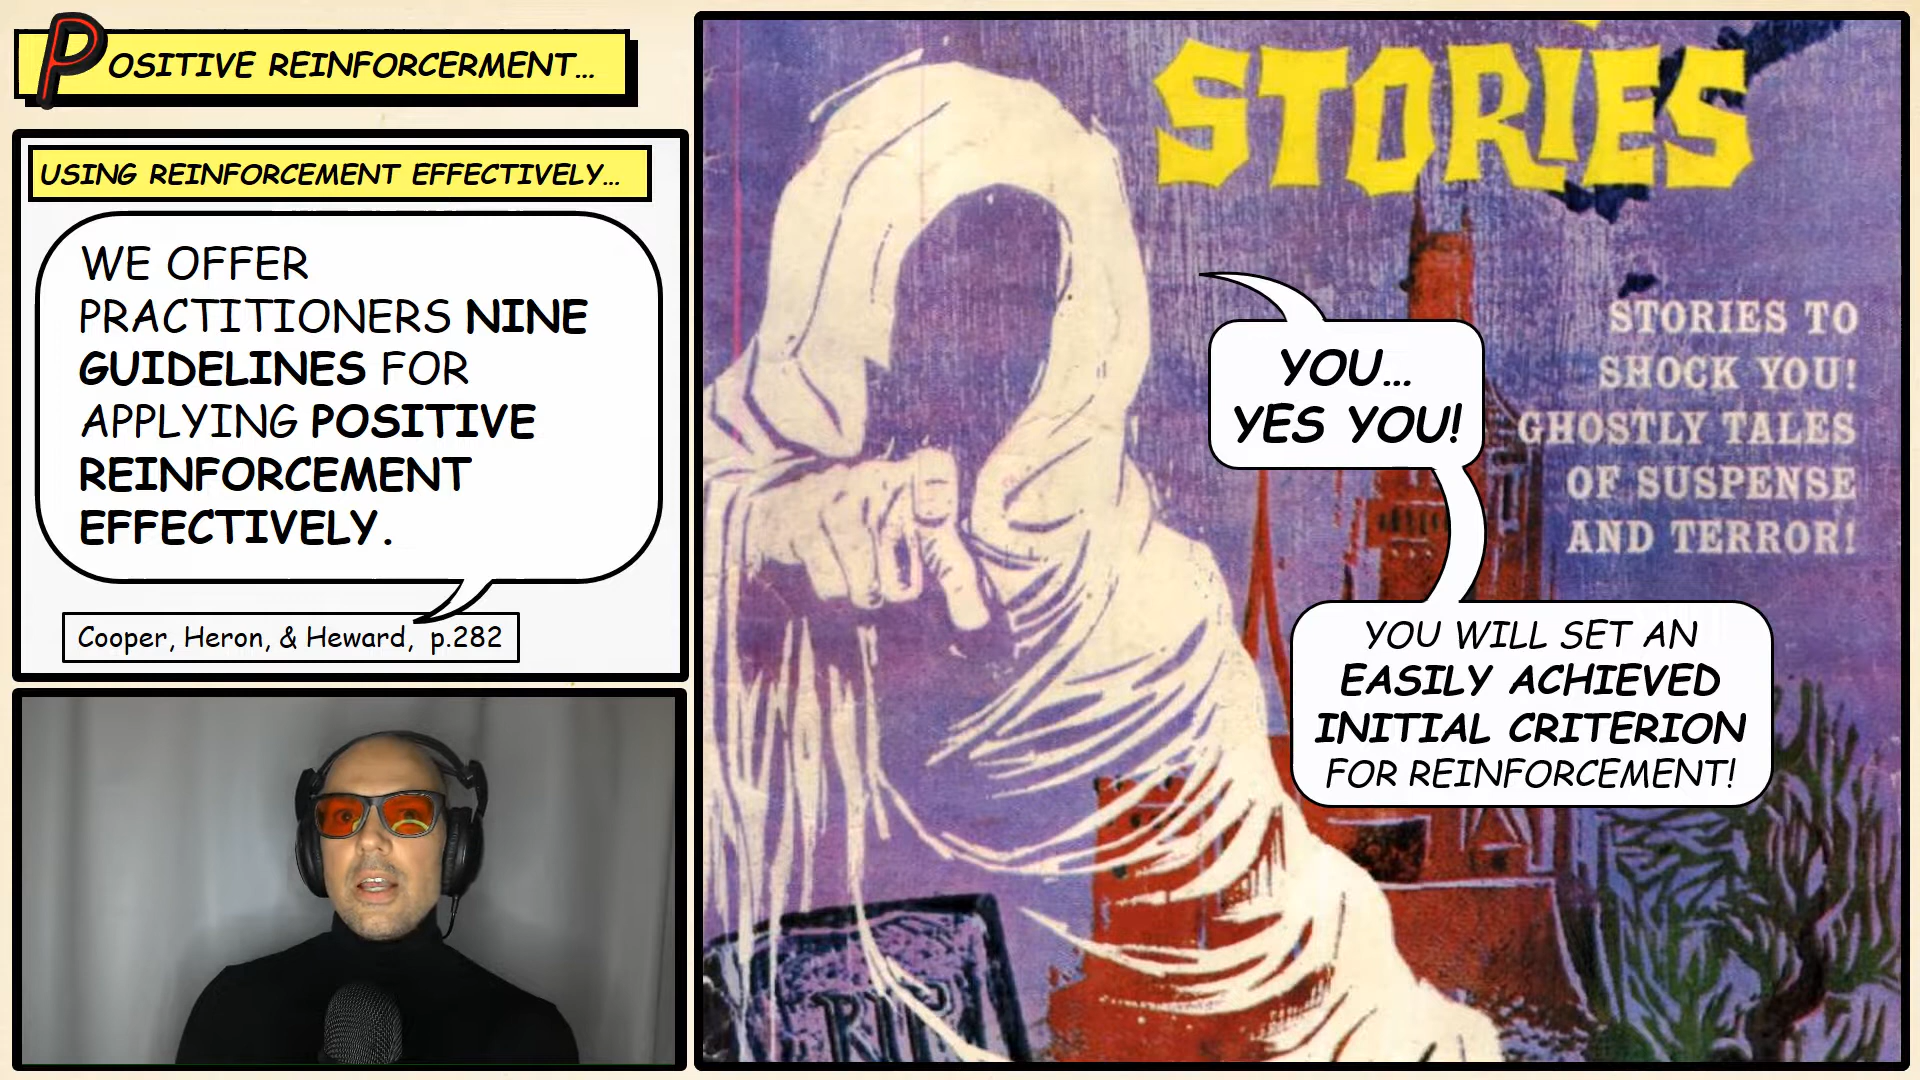 POSITIVE REINFORCERMENT...
USING REINFORCEMENT EFFECTIVELY...
WE OFFER
PRACTITIONERS NINE
GUIDELINES FOR
APPLYING POSITIVE
REINFORCEMENT
EFFECTIVELY.
Cooper, Heron, & Heward, p.282
STORIES
STORIES TO
SHOCK YOU!
GHOSTLY TALES
OF SUSPENSE
AND TERROR!
YOU...
YES YOU!
YOU WILL SET AN
EASILY ACHIEVED
INITIAL CRITERION
FOR REINFORCEMENT!
RIP